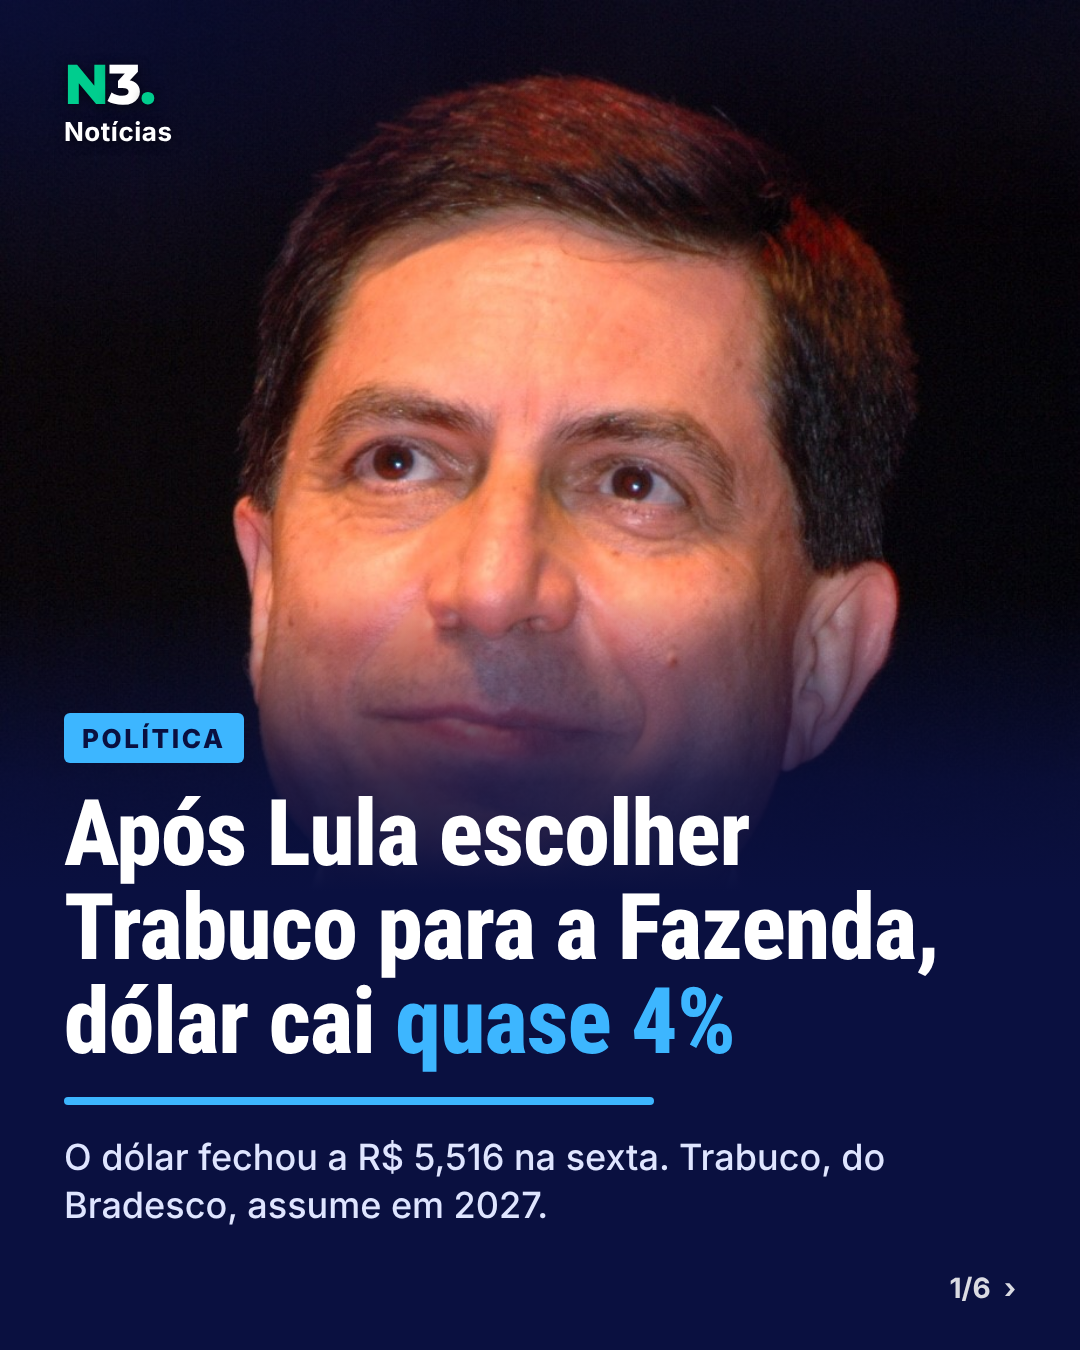 N3.
Notícias
POLÍTICA
Após Lula escolher
Trabuco para a Fazenda,
dólar cai quase 4%
O dólar fechou a R$ 5,516 na sexta. Trabuco, do
Bradesco, assume em 2027.
1/6 ›